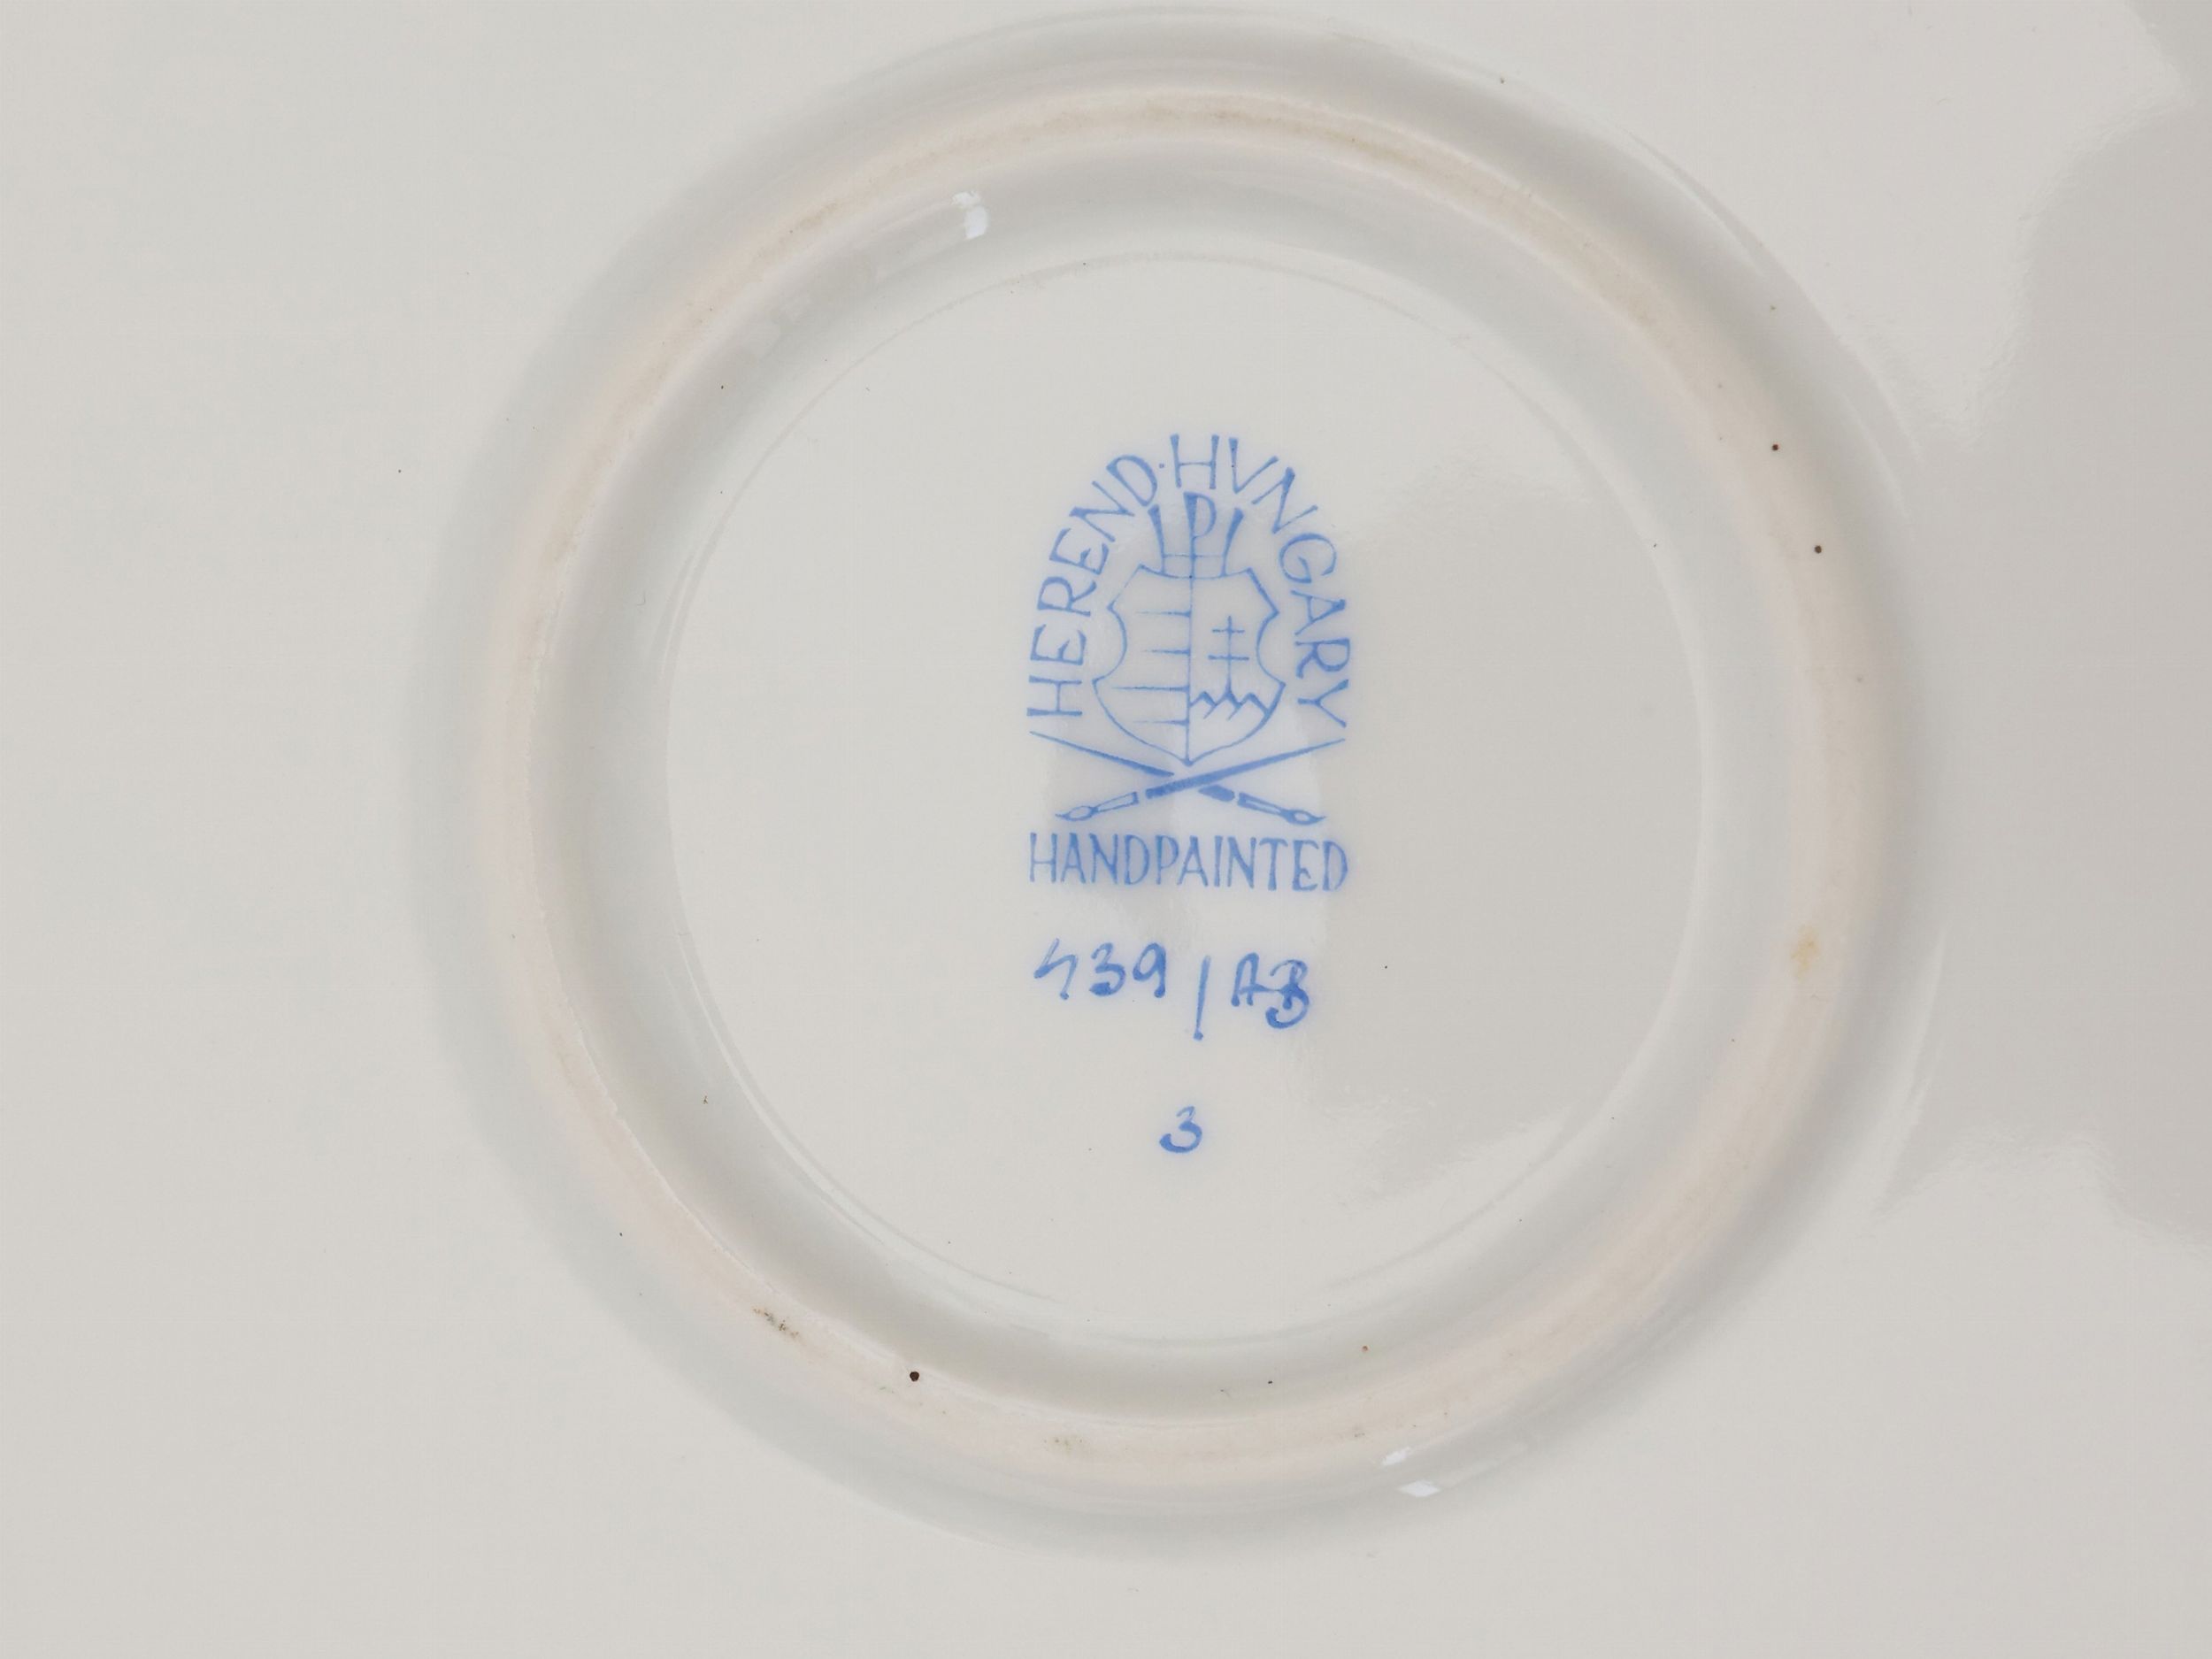 HEREND·HVNGARY
HANDPAINTED
439/AB
3